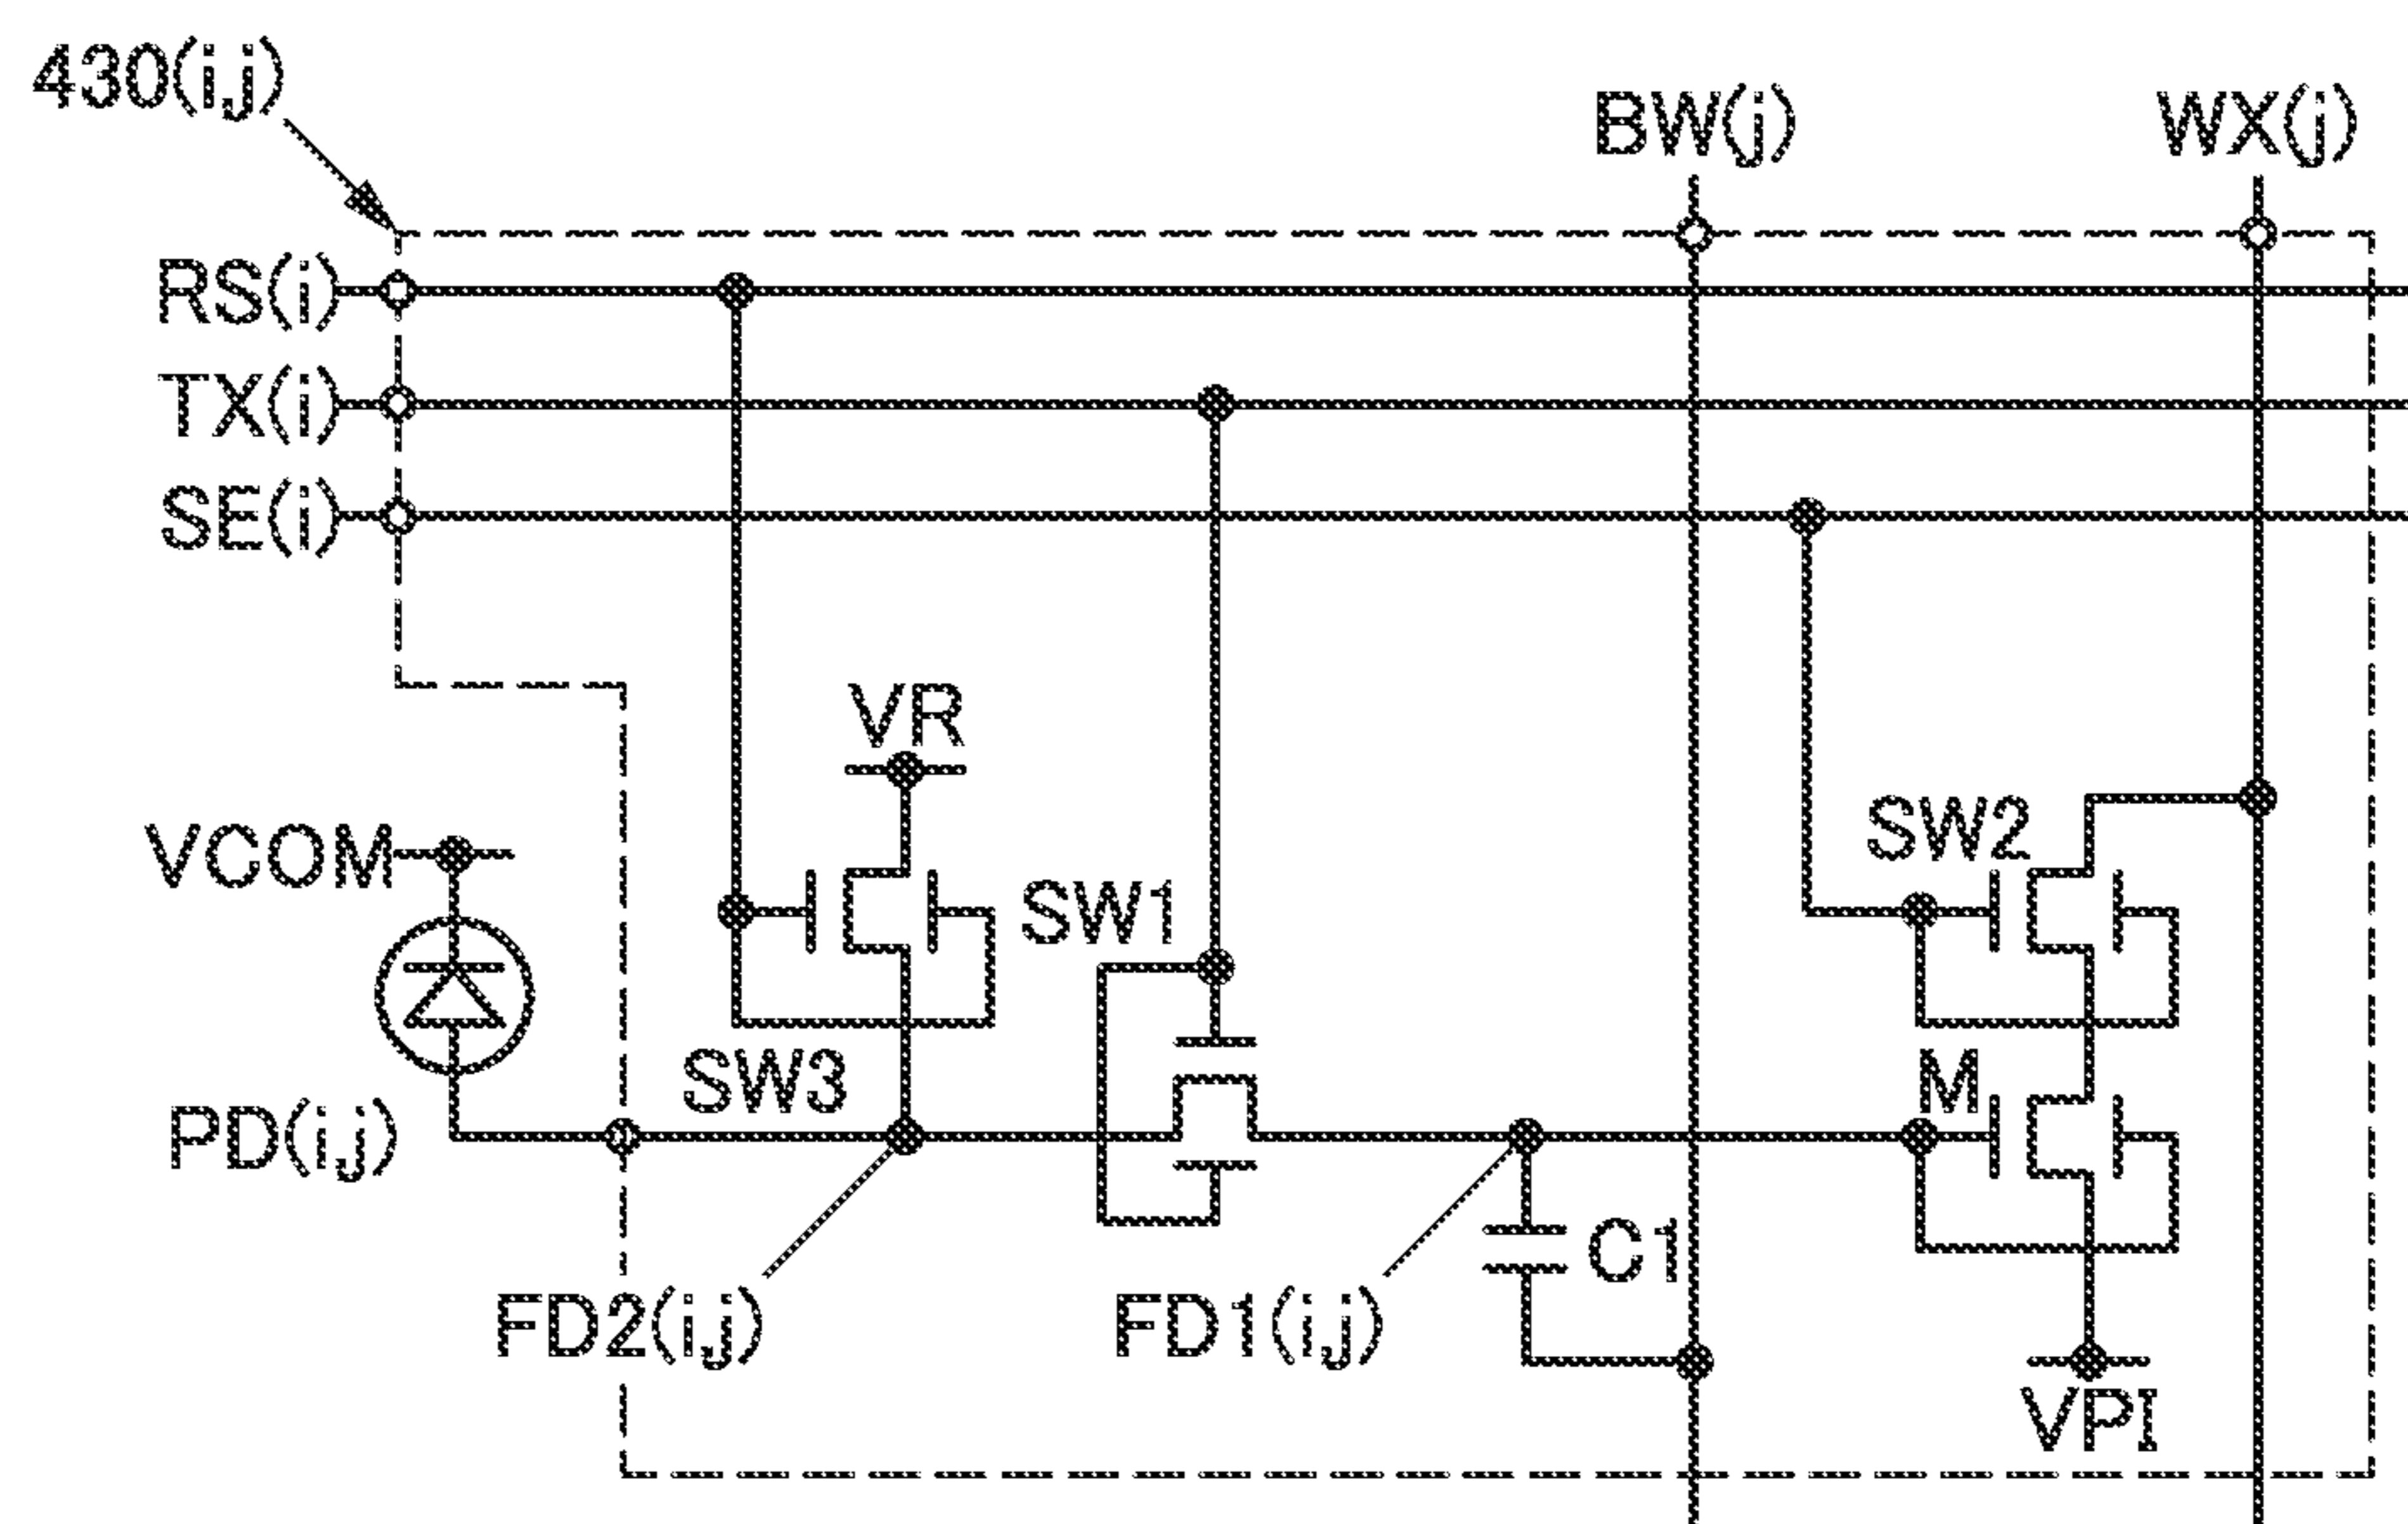 430(i,j)
BW(j)
WX(j)
RS(i)
TX(i)
SE(i)
VR
VCOM
SW2
SW1
SW3
M
PD(i,j)
C1
FD2(i,j)
FD1(i,j)
VPI